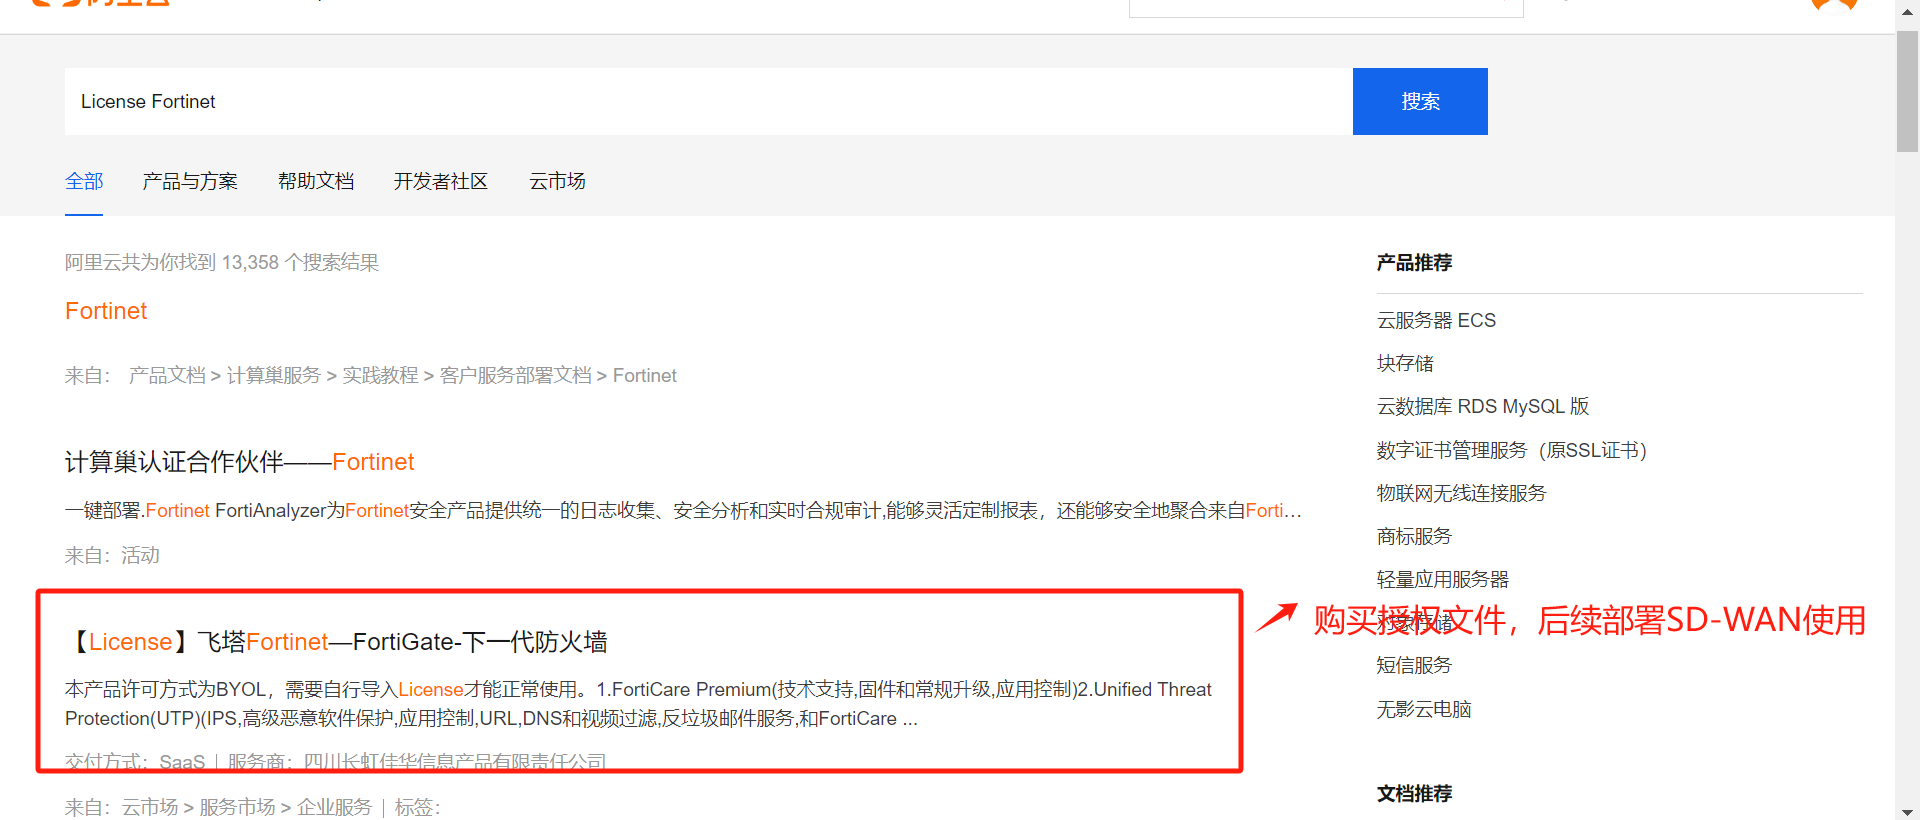 License Fortinet
搜索
全部 产品与方案 帮助文档 开发者社区 云市场
阿里云共为你找到 13,358 个搜索结果
Fortinet
来自： 产品文档 > 计算巢服务 > 实践教程 > 客户服务部署文档 > Fortinet
计算巢认证合作伙伴——Fortinet
一键部署.Fortinet FortiAnalyzer为Fortinet安全产品提供统一的日志收集、安全分析和实时合规审计,能够灵活定制报表，还能够安全地聚合来自Forti...
来自：活动
【License】飞塔Fortinet—FortiGate-下一代防火墙
本产品许可方式为BYOL，需要自行导入License才能正常使用。1.FortiCare Premium(技术支持,固件和常规升级,应用控制)2.Unified Threat
Protection(UTP)(IPS,高级恶意软件保护,应用控制,URL,DNS和视频过滤,反垃圾邮件服务,和FortiCare ...
交付方式：SaaS | 服务商：四川长虹佳华信息产品有限责任公司
来自：云市场 > 服务市场 > 企业服务 | 标签：
产品推荐
云服务器 ECS
块存储
云数据库 RDS MySQL 版
数字证书管理服务（原SSL证书）
物联网无线连接服务
商标服务
轻量应用服务器
购买授权文件，后续部署SD-WAN使用
对象存储
短信服务
无影云电脑
文档推荐